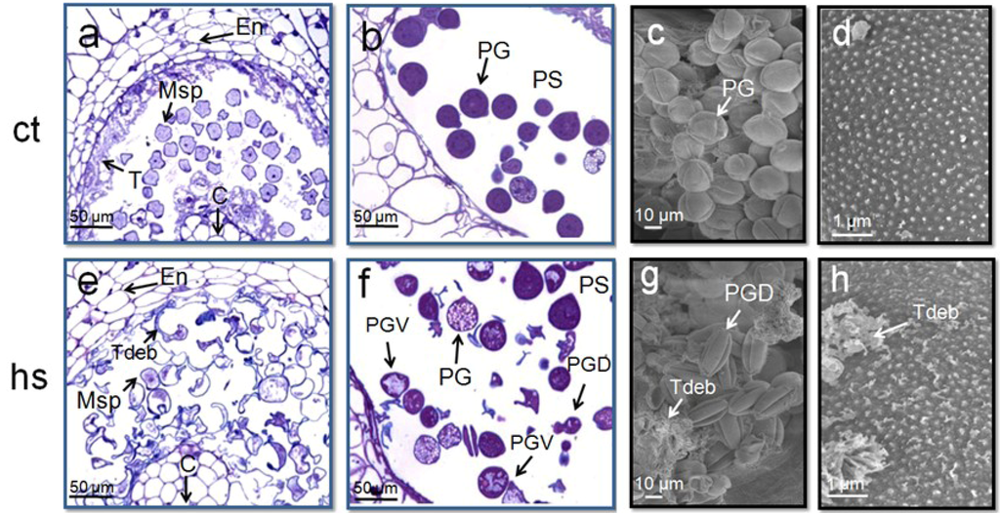 ct
a
En
Msp
T
C
50 µm
b
PG
PS
50 µm
c
PG
10 µm
d
1 µm
hs
e
En
Tdeb
Msp
C
50 µm
f
PS
PGV
PG
PGD
PGV
50 µm
g
PGD
Tdeb
10 µm
h
Tdeb
1 µm